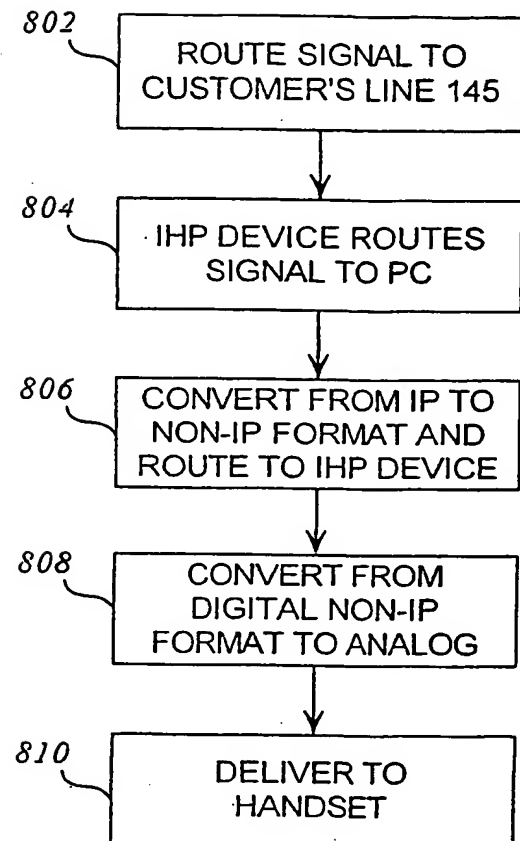 802
ROUTE SIGNAL TO
CUSTOMER'S LINE 145
804
IHP DEVICE ROUTES
SIGNAL TO PC
806
CONVERT FROM IP TO
NON-IP FORMAT AND
ROUTE TO IHP DEVICE
808
CONVERT FROM
DIGITAL NON-IP
FORMAT TO ANALOG
810
DELIVER TO
HANDSET